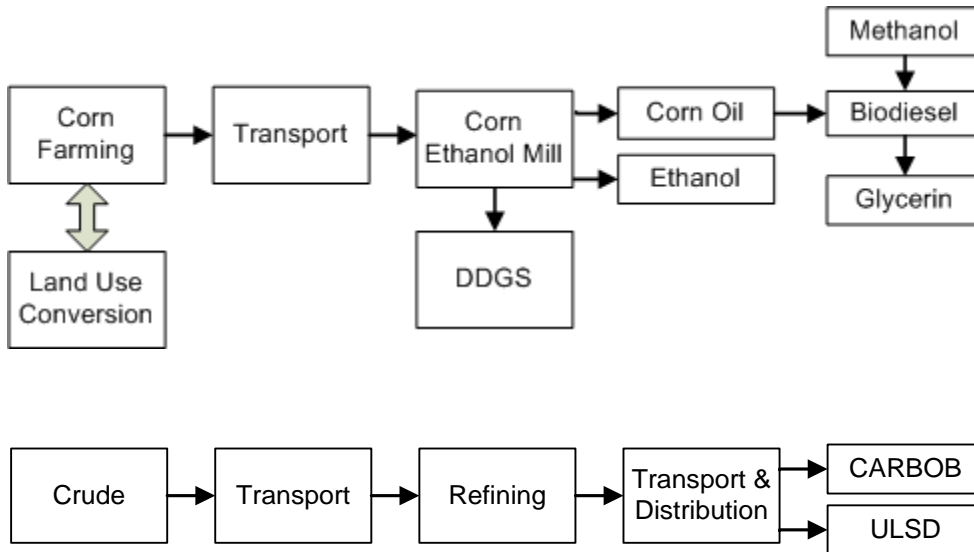 Methanol
Corn
Farming
Transport
Corn
Ethanol Mill
Corn Oil
Biodiesel
Ethanol
Glycerin
Land Use
Conversion
DDGS
Crude
Transport
Refining
Transport &
Distribution
CARBOB
ULSD